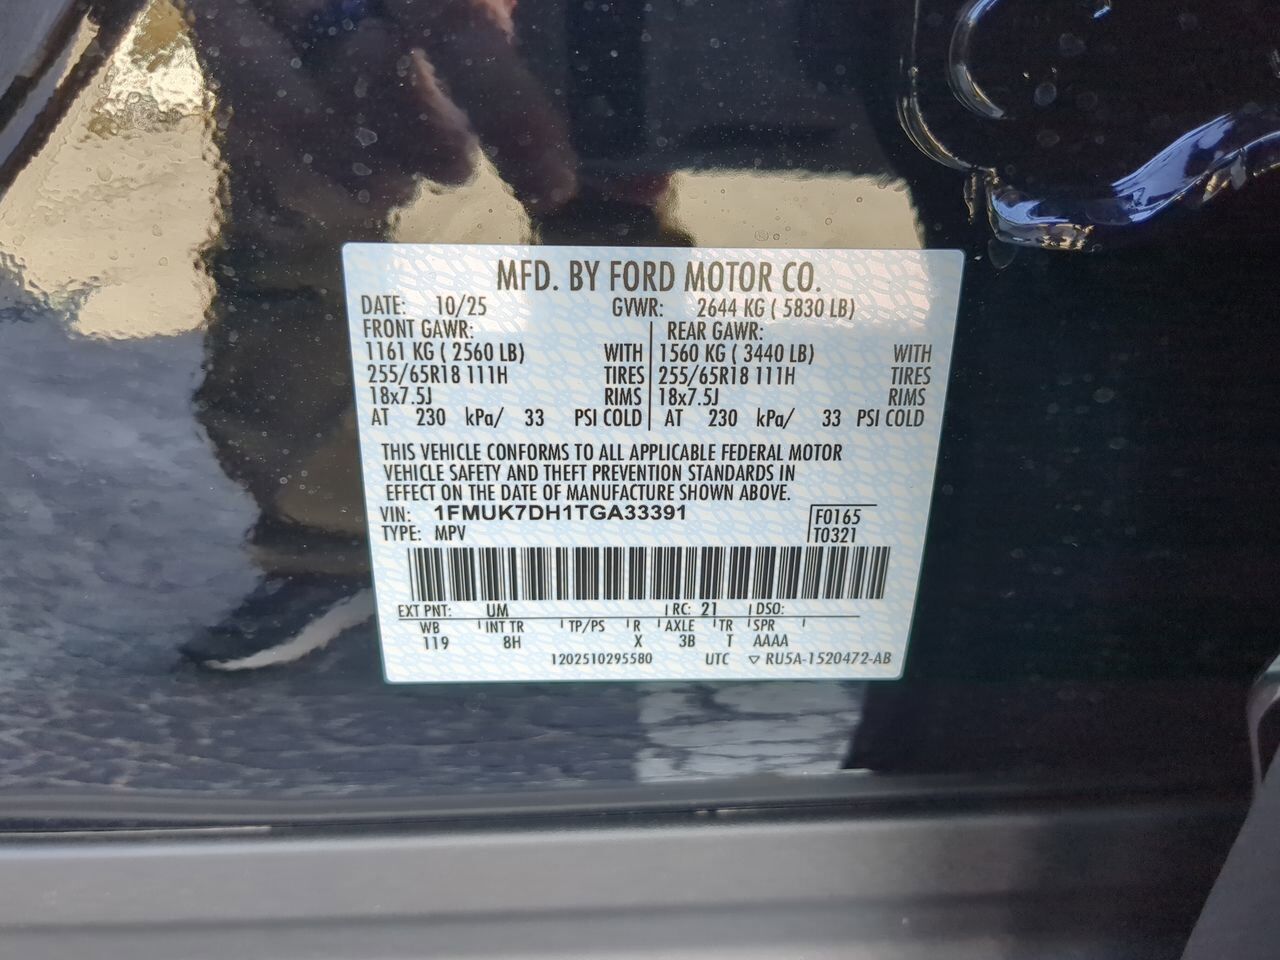 MFD. BY FORD MOTOR CO.
DATE: 10/25 GVWR: 2644 KG ( 5830 LB)
FRONT GAWR: REAR GAWR:
1161 KG ( 2560 LB) WITH 1560 KG ( 3440 LB) WITH
255/65R18 111H TIRES 255/65R18 111H TIRES
18x7.5J RIMS 18x7.5J RIMS
AT 230 kPa/ 33 PSI COLD AT 230 kPa/ 33 PSI COLD
THIS VEHICLE CONFORMS TO ALL APPLICABLE FEDERAL MOTOR
VEHICLE SAFETY AND THEFT PREVENTION STANDARDS IN
EFFECT ON THE DATE OF MANUFACTURE SHOWN ABOVE.
VIN: 1FMUK7DH1TGA33391 F0165
TYPE: MPV T0321
EXT PNT: UM RC: 21 DSO:
WB INT TR TP/PS R AXLE TR SPR
119 8H X 3B T AAAA
1202510295580 UTC ▽ RU5A-1520472-AB